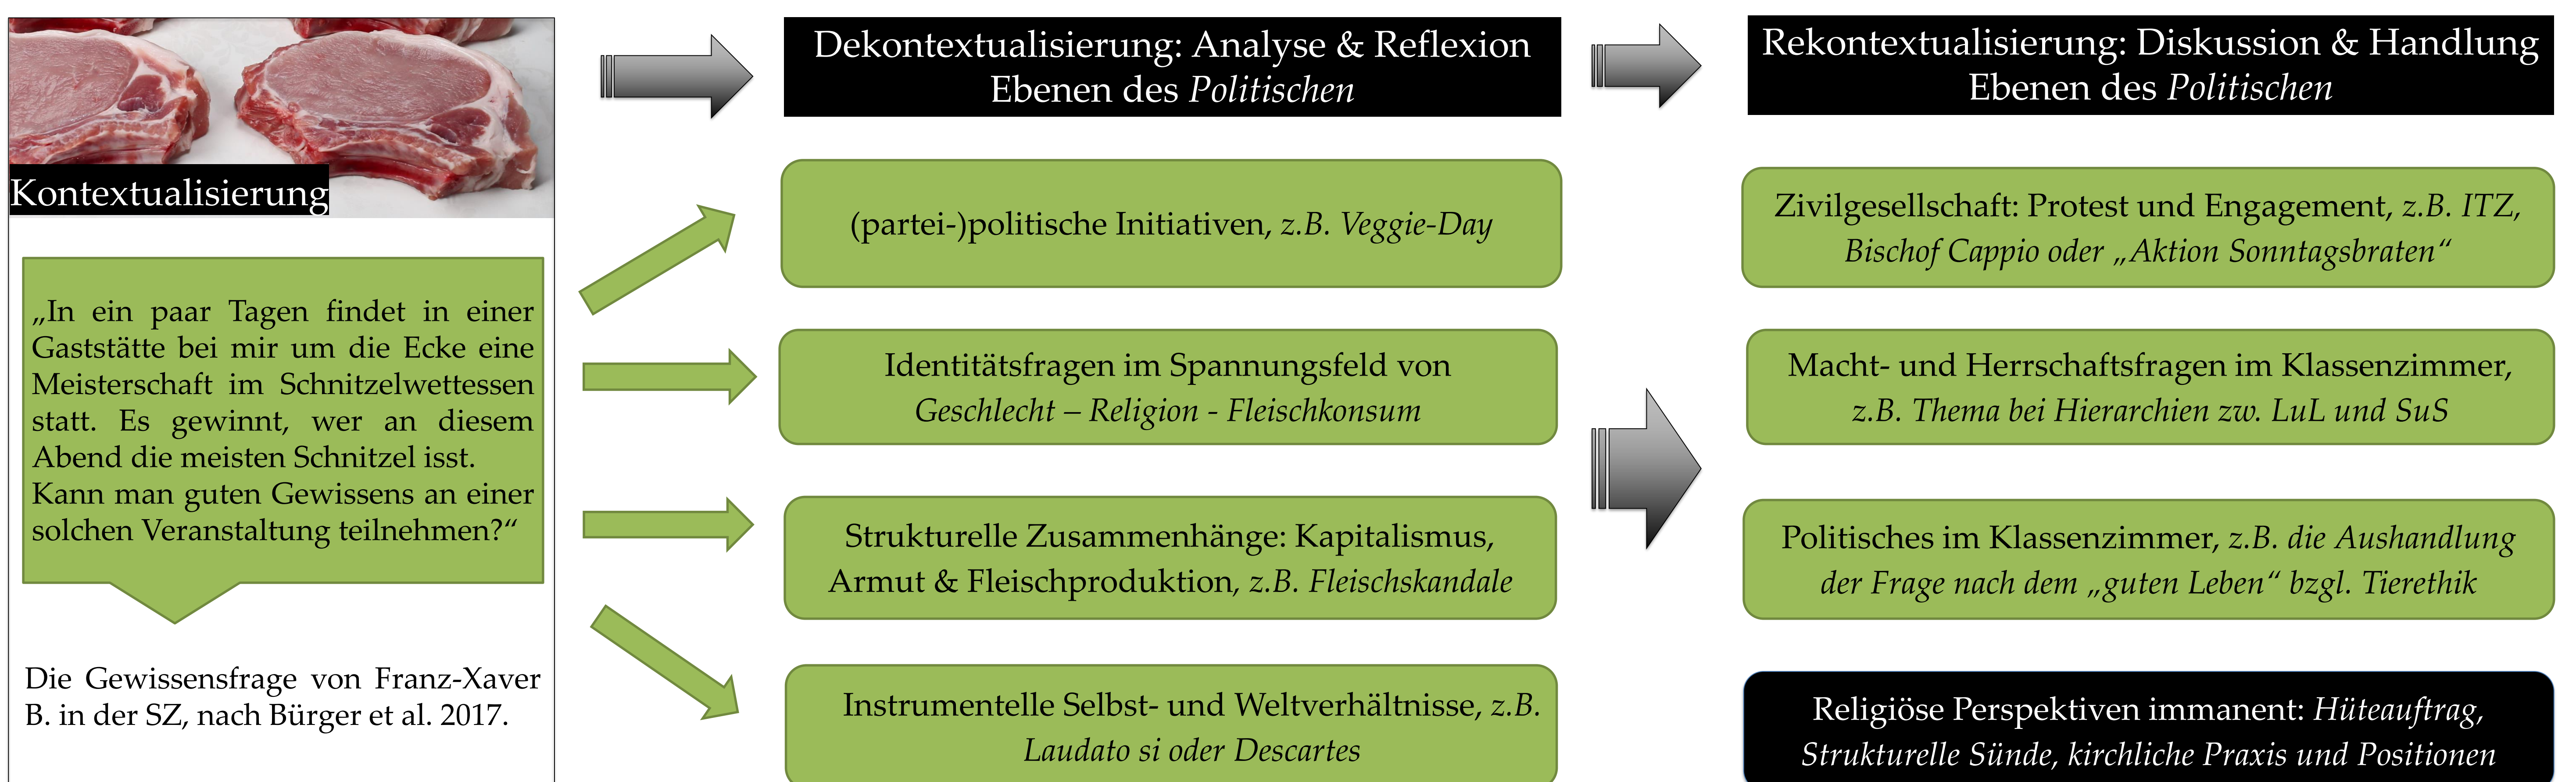 Kontextualisierung
„In ein paar Tagen findet in einer
Gaststätte bei mir um die Ecke eine
Meisterschaft im Schnitzelwettessen
statt. Es gewinnt, wer an diesem
Abend die meisten Schnitzel isst.
Kann man guten Gewissens an einer
solchen Veranstaltung teilnehmen?“
Die Gewissensfrage von Franz-Xaver
B. in der SZ, nach Bürger et al. 2017.
Dekontextualisierung: Analyse & Reflexion
Ebenen des Politischen
(partei-)politische Initiativen, z.B. Veggie-Day
Identitätsfragen im Spannungsfeld von
Geschlecht – Religion - Fleischkonsum
Strukturelle Zusammenhänge: Kapitalismus,
Armut & Fleischproduktion, z.B. Fleischskandale
Instrumentelle Selbst- und Weltverhältnisse, z.B.
Laudato si oder Descartes
Rekontextualisierung: Diskussion & Handlung
Ebenen des Politischen
Zivilgesellschaft: Protest und Engagement, z.B. ITZ,
Bischof Cappio oder „Aktion Sonntagsbraten“
Macht- und Herrschaftsfragen im Klassenzimmer,
z.B. Thema bei Hierarchien zw. LuL und SuS
Politisches im Klassenzimmer, z.B. die Aushandlung
der Frage nach dem „guten Leben“ bzgl. Tierethik
Religiöse Perspektiven immanent: Hüteauftrag,
Strukturelle Sünde, kirchliche Praxis und Positionen